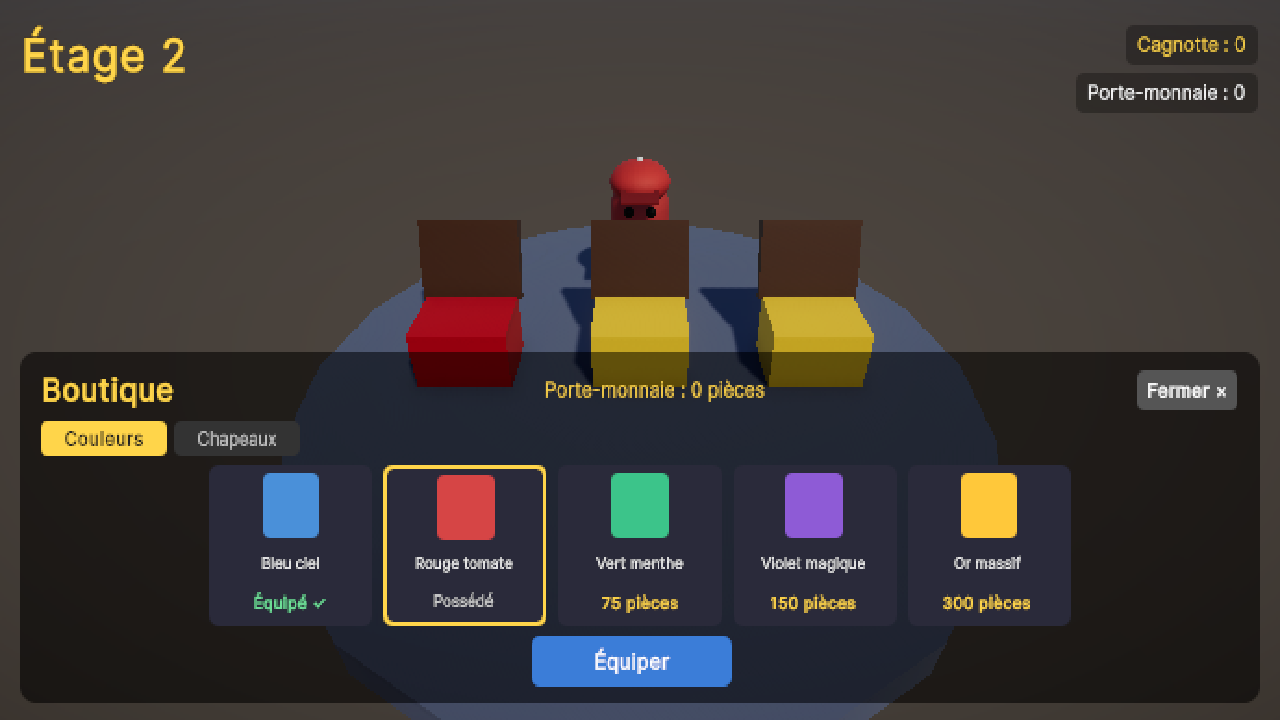 Étage 2
Cagnotte : 0
Porte-monnaie : 0
Boutique
Porte-monnaie : 0 pièces
Fermer ×
Couleurs
Chapeaux
Bleu ciel
Équipé ✓
Rouge tomate
Possédé
Vert menthe
75 pièces
Violet magique
150 pièces
Or massif
300 pièces
Équiper